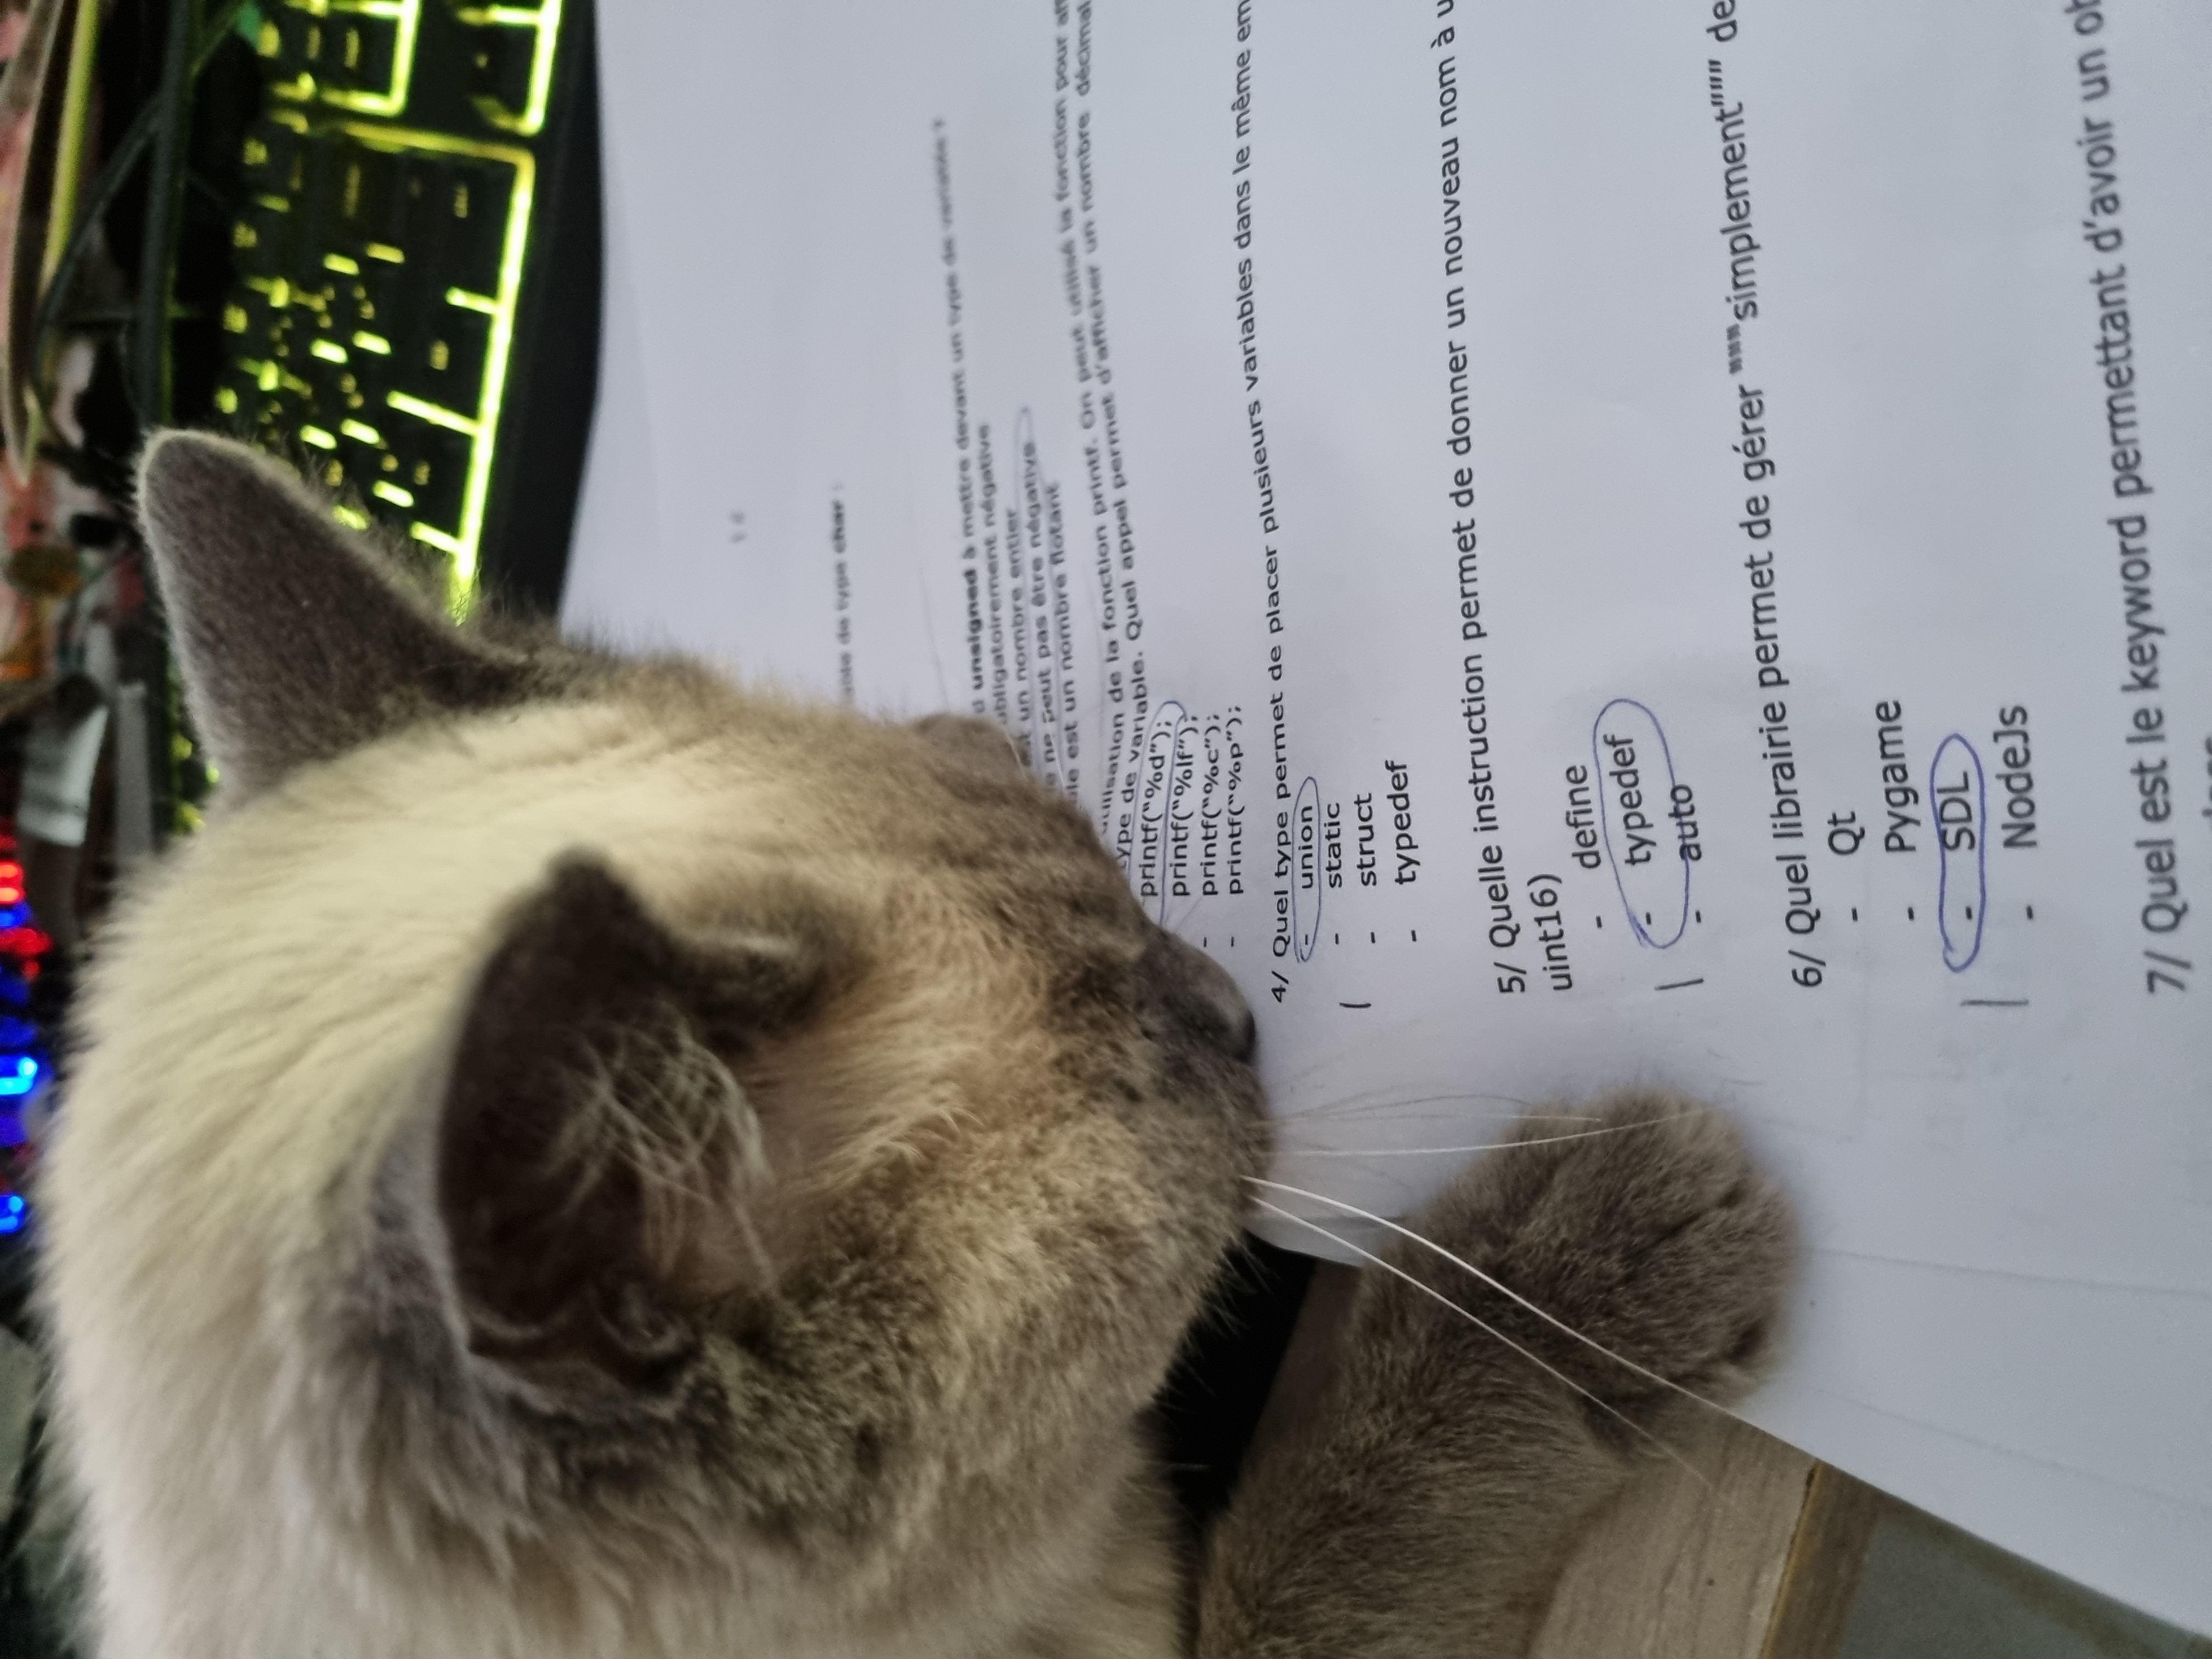 able de type char :
d unsigned à mettre devant un type de variable ?
obligatoirement négative
est un nombre entier
e ne peut pas être négative
ble est un nombre flotant
utilisation de la fonction printf. On peut utilisé la fonction pour aff
type de variable. Quel appel permet d'afficher un nombre décimal
printf("%d");
printf("%lf");
- printf("%c");
- printf("%p");
4/ Quel type permet de placer plusieurs variables dans le même em
- union
- static
- struct
- typedef
5/ Quelle instruction permet de donner un nouveau nom à u
uint16)
- define
- typedef
- auto
6/ Quel librairie permet de gérer """simplement""" de
- Qt
- Pygame
- SDL
- NodeJs
7/ Quel est le keyword permettant d'avoir un ob